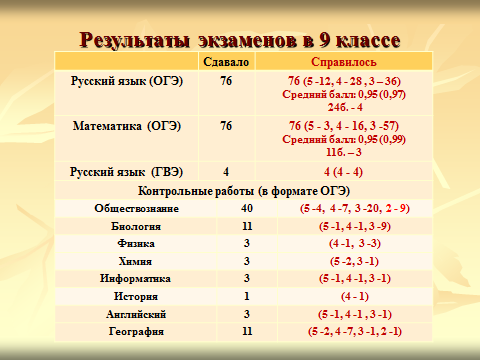 Результаты экзаменов в 9 классе
Сдавало Справилось
Русский язык (ОГЭ) 76 76 (5 -12, 4 - 28 , 3 – 36)
Средний балл: 0,95 (0,97)
24б. - 4
Математика (ОГЭ) 76 76 (5 - 3, 4 - 16, 3 -57)
Средний балл: 0,95 (0,99)
11б. – 3
Русский язык (ГВЭ) 4 4 (4 - 4)
Контрольные работы (в формате ОГЭ)
Обществознание 40 (5 -4, 4 -7, 3 -20, 2 - 9)
Биология 11 (5 -1, 4 -1, 3 -9)
Физика 3 (4 -1, 3 -3)
Химия 3 (5 -2, 3 -1)
Информатика 3 (5 -1, 4 -1, 3 -1)
История 1 (4 - 1)
Английский 3 (5 -1, 4 -1 , 3 -1)
География 11 (5 -2, 4 -7, 3 -1, 2 -1)